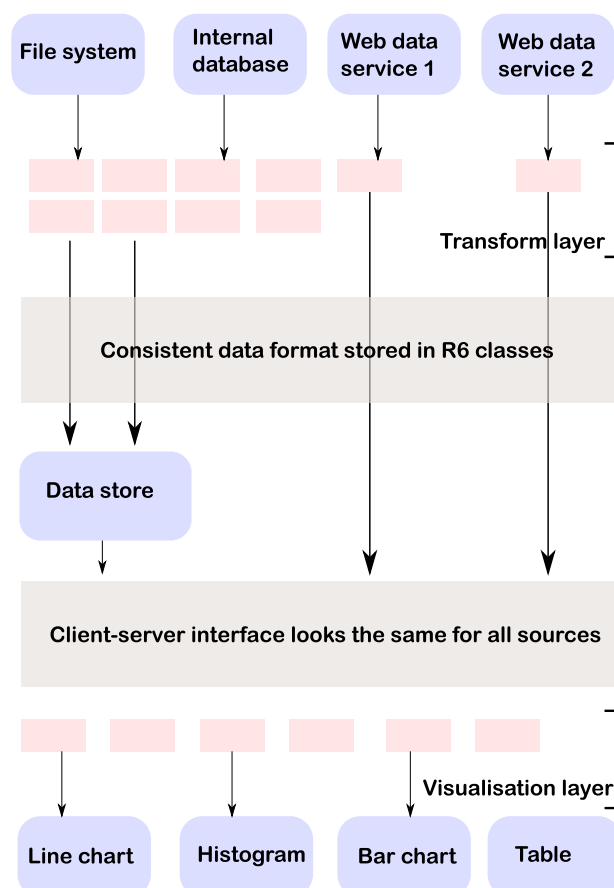 File system
Internal
database
Web data
service 1
Web data
service 2
Transform layer
Consistent data format stored in R6 classes
Data store
Client-server interface looks the same for all sources
Visualisation layer
Line chart
Histogram
Bar chart
Table